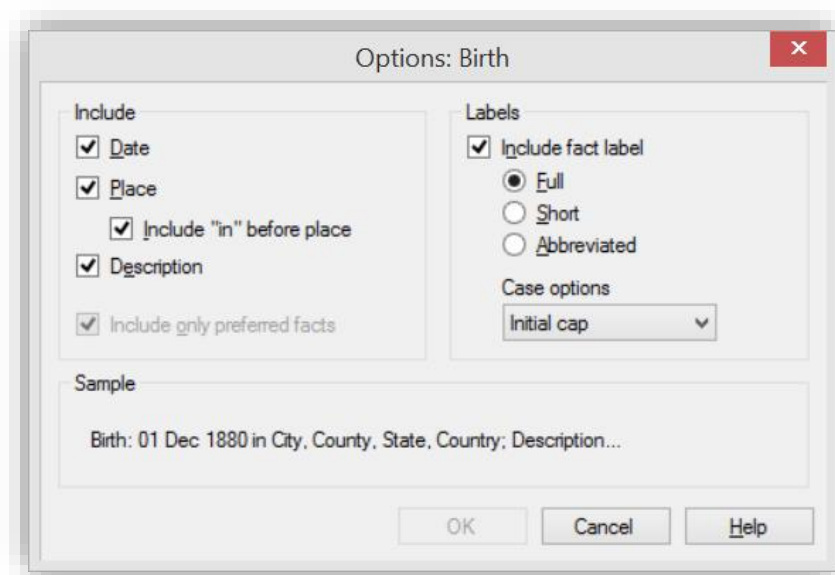 Options: Birth
Include
Date
Place
Include "in" before place
Description
Include only preferred facts
Labels
Include fact label
Full
Short
Abbreviated
Case options
Initial cap
Sample
Birth: 01 Dec 1880 in City, County, State, Country; Description...
OK
Cancel
Help